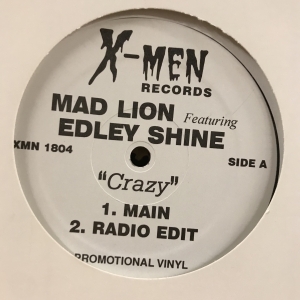 X-MEN
RECORDS
MAD LION Featuring
EDLEY SHINE
XMN 1804
SIDE A
"Crazy"
1. MAIN
2. RADIO EDIT
PROMOTIONAL VINYL